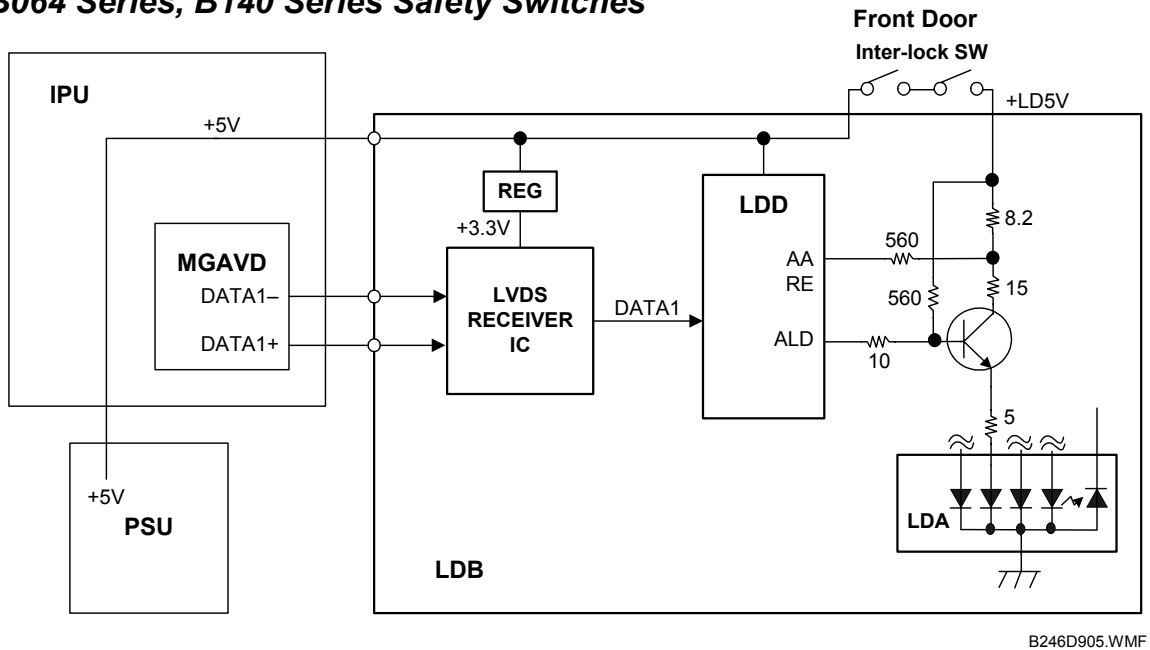 Series, B140 Series Safety Switches
Front Door
Inter-lock SW
+LD5V
IPU
+5V
REG
+3.3V
LDD
8.2
560
AA
RE
15
560
MGAVD
DATA1–
DATA1+
LVDS
RECEIVER
IC
DATA1
ALD
10
5
+5V
PSU
LDA
LDB
B246D905.WMF